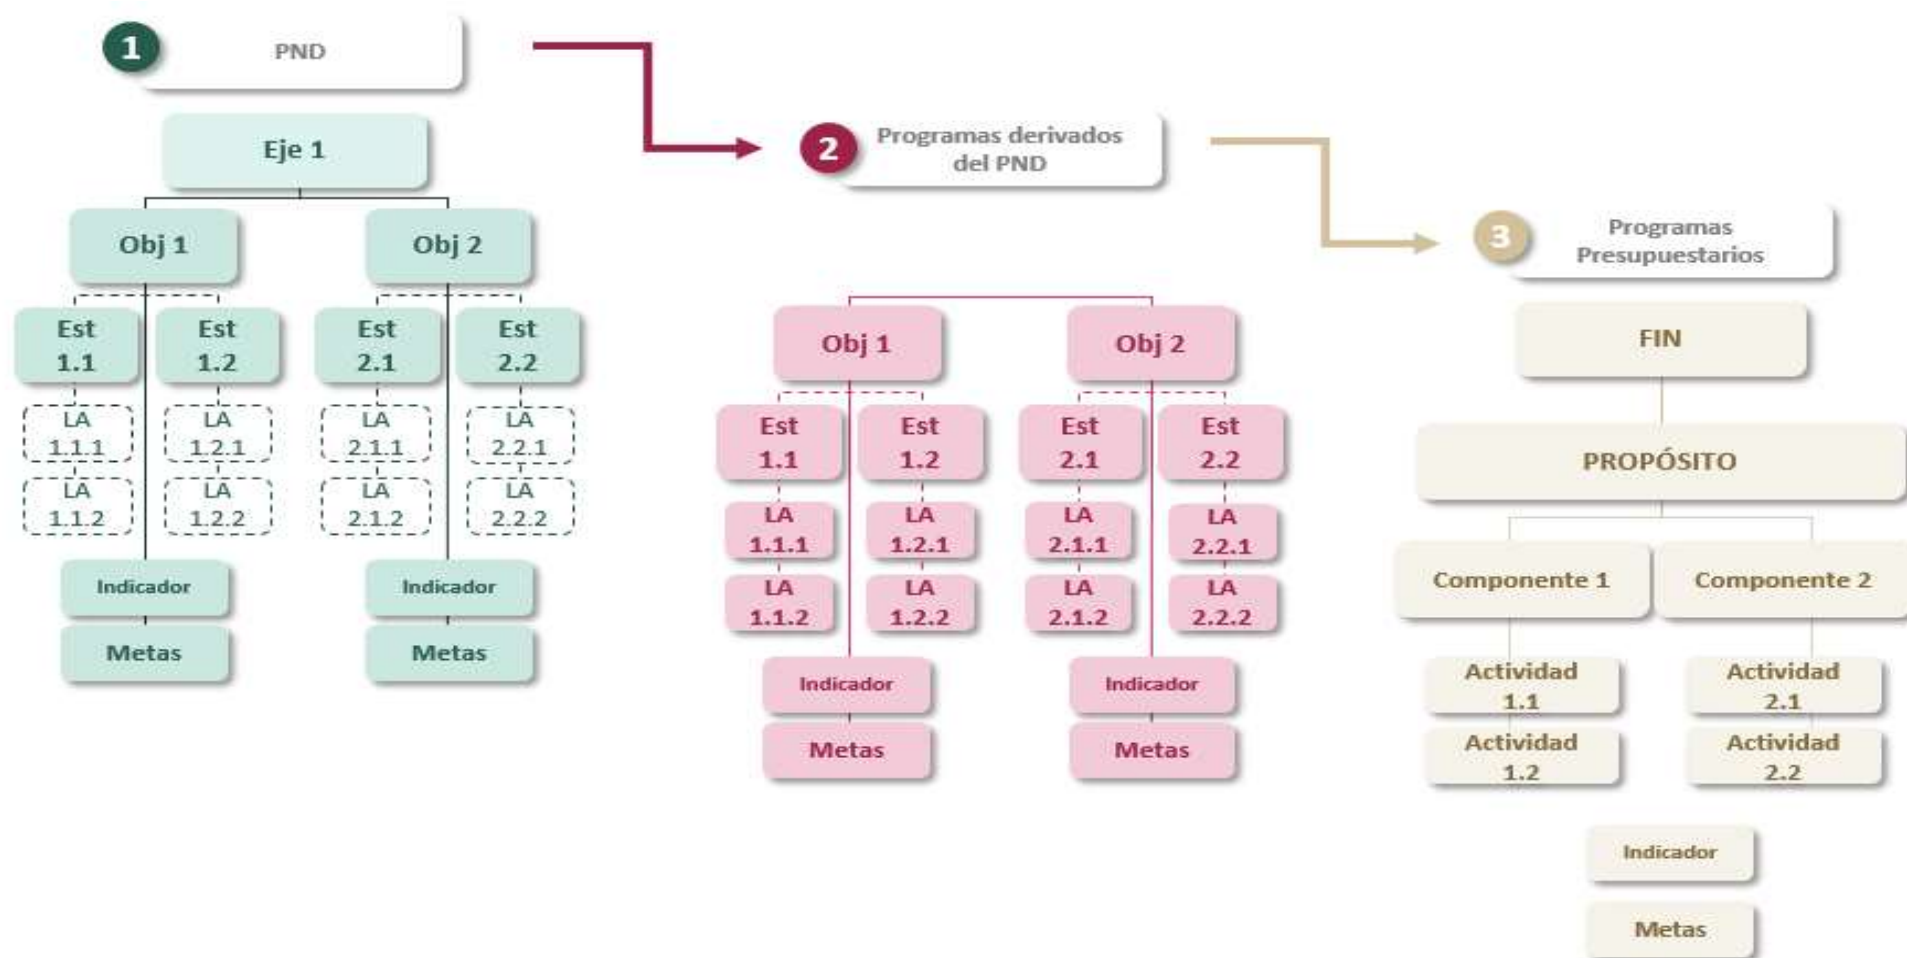 1
PND
Eje 1
Obj 1
Obj 2
Est
1.1
Est
1.2
Est
2.1
Est
2.2
LA
1.1.1
LA
1.2.1
LA
2.1.1
LA
2.2.1
LA
1.1.2
LA
1.2.2
LA
2.1.2
LA
2.2.2
Indicador
Indicador
Metas
Metas
2
Programas derivados
del PND
Obj 1
Obj 2
Est
1.1
Est
1.2
Est
2.1
Est
2.2
LA
1.1.1
LA
1.2.1
LA
2.1.1
LA
2.2.1
LA
1.1.2
LA
1.2.2
LA
2.1.2
LA
2.2.2
Indicador
Indicador
Metas
Metas
3
Programas
Presupuestarios
FIN
PROPÓSITO
Componente 1
Componente 2
Actividad
1.1
Actividad
2.1
Actividad
1.2
Actividad
2.2
Indicador
Metas